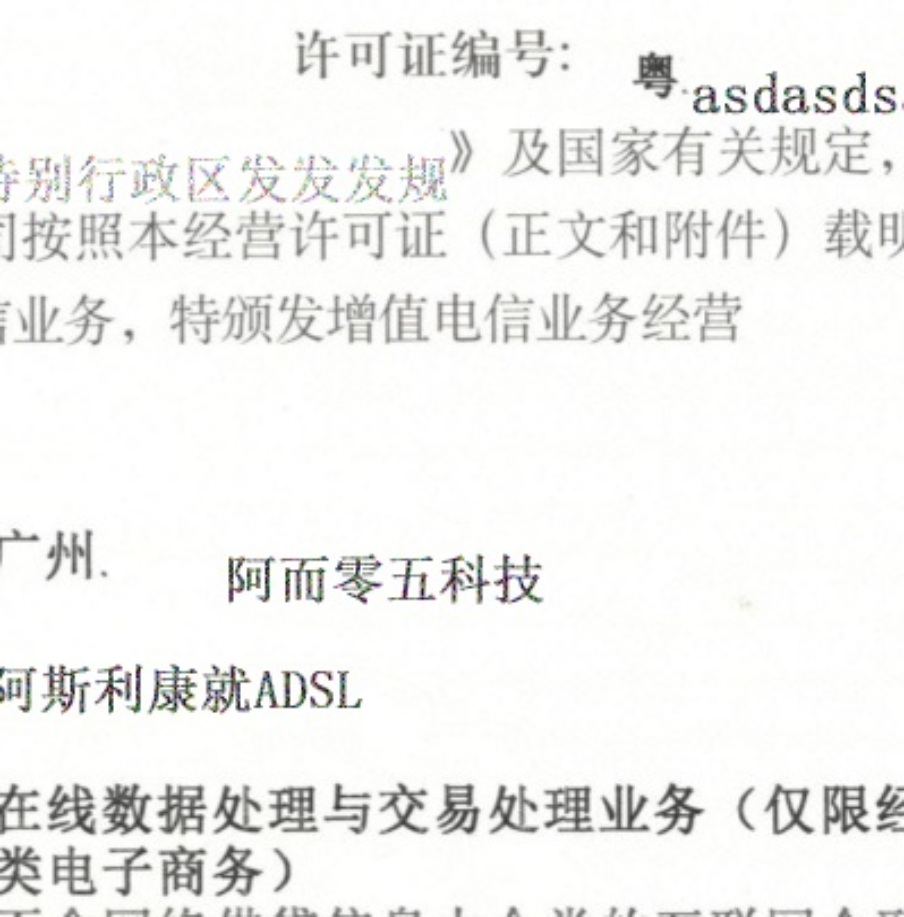 许可证编号: 粤.asdasds
特别行政区发发发规》及国家有关规定,
司按照本经营许可证（正文和附件）载明
信业务,特颁发增值电信业务经营
广州. 阿而零五科技
阿斯利康就ADSL
在线数据处理与交易处理业务（仅限经
类电子商务）